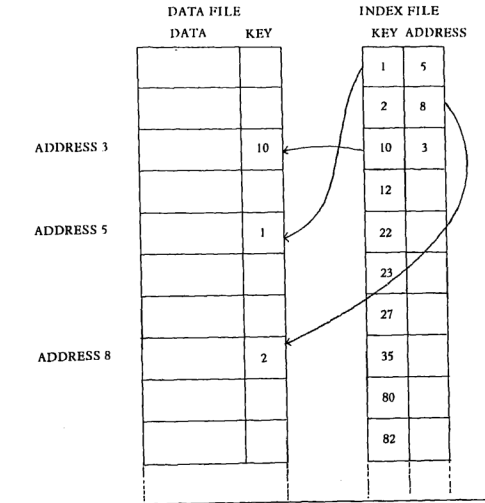 DATA FILE INDEX FILE
DATA KEY KEY ADDRESS
1 5
2 8
ADDRESS 3 10 10 3
12
ADDRESS 5 1 22
23
27
ADDRESS 8 2 35
80
82